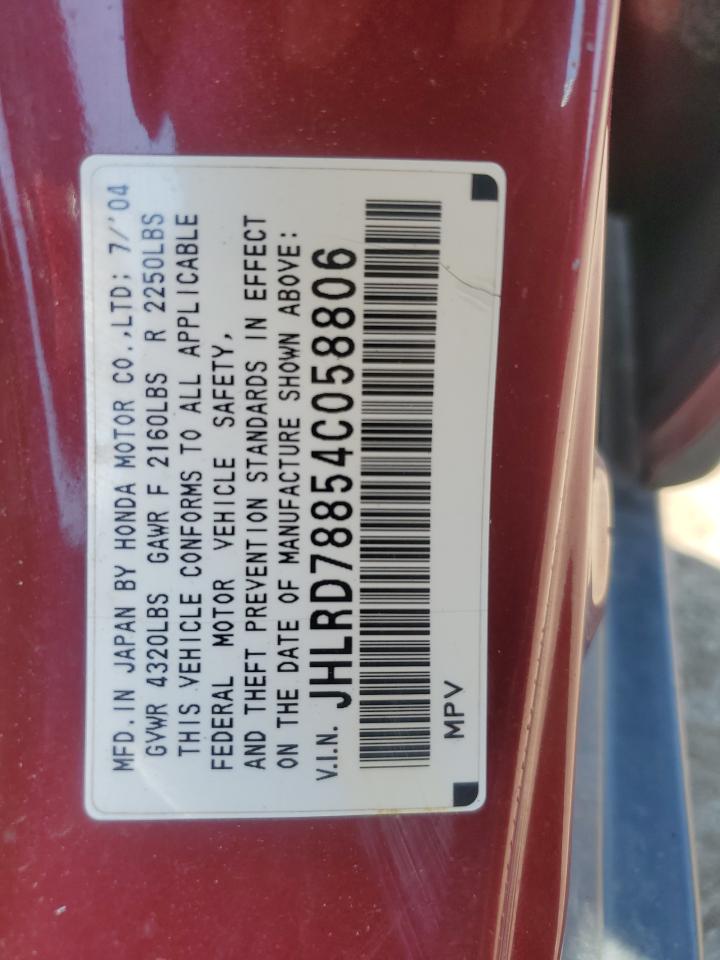 MFD. IN JAPAN BY HONDA MOTOR CO.,LTD; 7/'04
GVWR 4320LBS GAWR F 2160LBS R 2250LBS
THIS VEHICLE CONFORMS TO ALL APPLICABLE
FEDERAL MOTOR VEHICLE SAFETY,
AND THEFT PREVENTION STANDARDS IN EFFECT
ON THE DATE OF MANUFACTURE SHOWN ABOVE:
V.I.N. JHLRD78854C058806
MPV